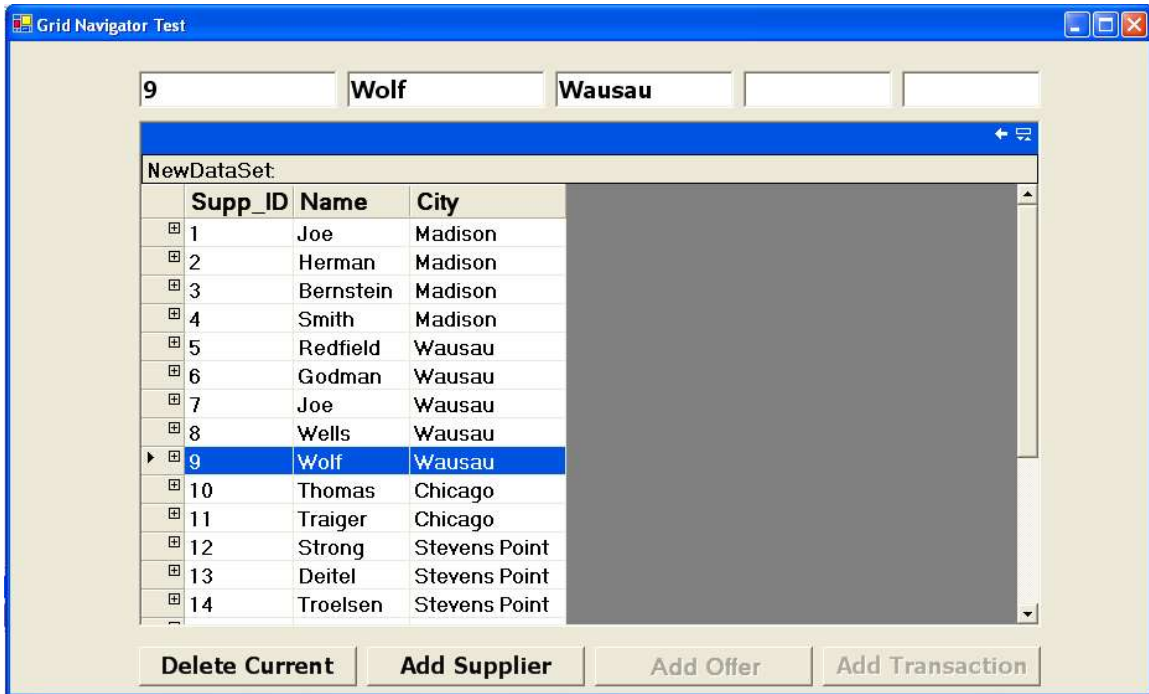 Grid Navigator Test
9 Wolf Wausau
NewDataSet:
Supp_ID Name City
1 Joe Madison
2 Herman Madison
3 Bernstein Madison
4 Smith Madison
5 Redfield Wausau
6 Godman Wausau
7 Joe Wausau
8 Wells Wausau
9 Wolf Wausau
10 Thomas Chicago
11 Traiger Chicago
12 Strong Stevens Point
13 Deitel Stevens Point
14 Troelsen Stevens Point
Delete Current Add Supplier Add Offer Add Transaction